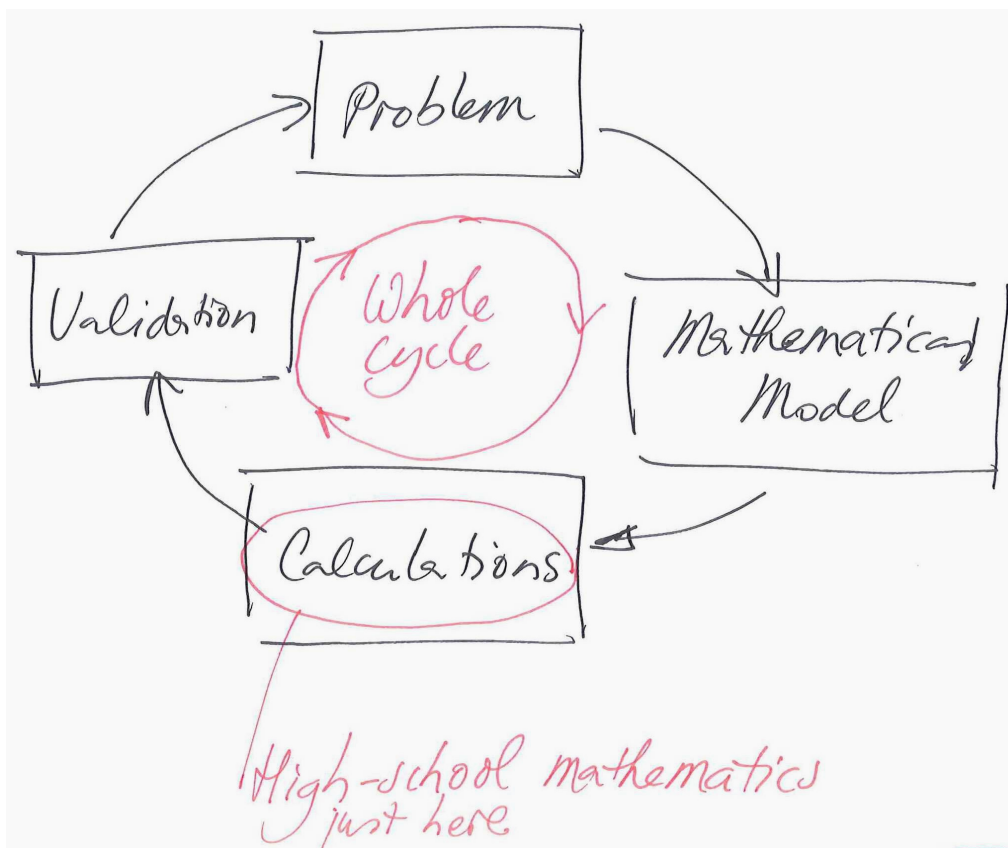 Problem
Validation
Whole
cycle
Mathematical
Model
Calculations
High-school mathematics
just here